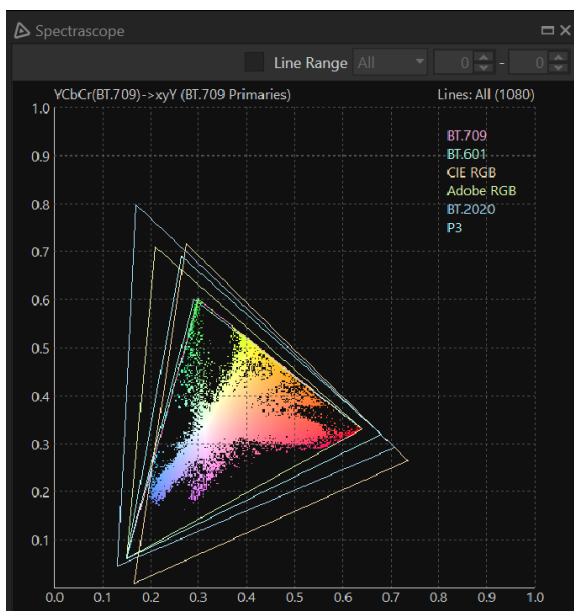 Spectrascope
Line Range All 0 - 0
YCbCr(BT.709)->xyY (BT.709 Primaries) Lines: All (1080)
1.0
BT.709
0.9
BT.601
CIE RGB
Adobe RGB
0.8
BT.2020
P3
0.7
0.6
0.5
0.4
0.3
0.2
0.1
0.0 0.1 0.2 0.3 0.4 0.5 0.6 0.7 0.8 0.9 1.0